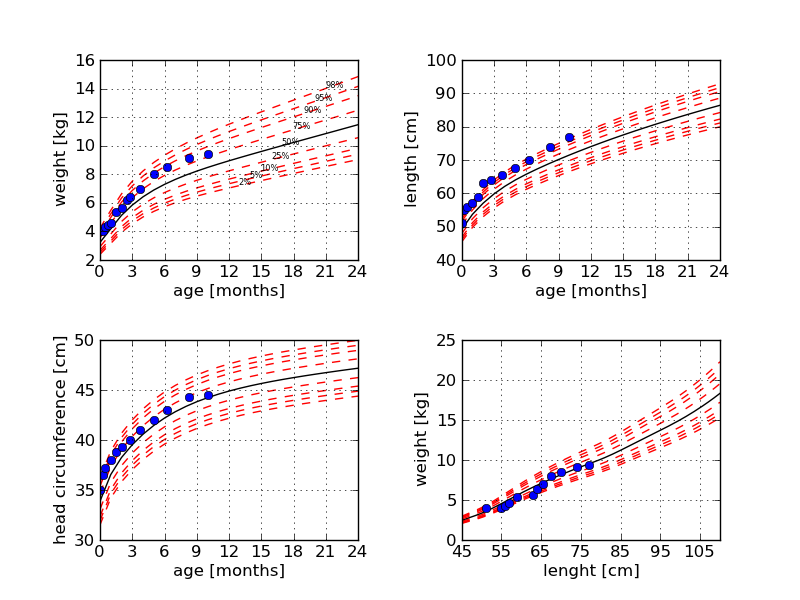 16
14
12
10
8
6
4
2
weight [kg]
98%
95%
90%
75%
50%
25%
10%
5%
2%
0 3 6 9 12 15 18 21 24
age [months]
100
90
80
70
60
50
40
length [cm]
0 3 6 9 12 15 18 21 24
age [months]
50
45
40
35
30
head circumference [cm]
0 3 6 9 12 15 18 21 24
age [months]
25
20
15
10
5
0
weight [kg]
45 55 65 75 85 95 105
lenght [cm]